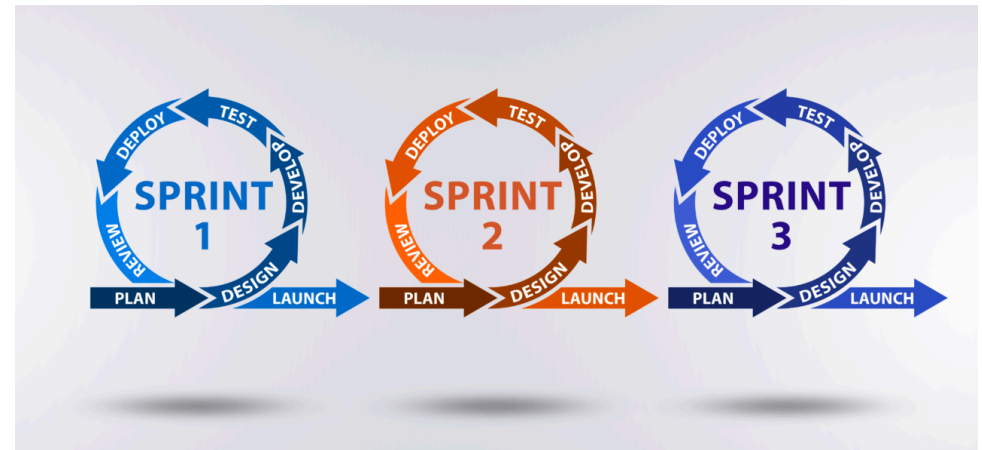 SPRINT
1
PLAN
DESIGN
DEVELOP
TEST
DEPLOY
REVIEW
LAUNCH
SPRINT
2
PLAN
DESIGN
DEVELOP
TEST
DEPLOY
REVIEW
LAUNCH
SPRINT
3
PLAN
DESIGN
DEVELOP
TEST
DEPLOY
REVIEW
LAUNCH